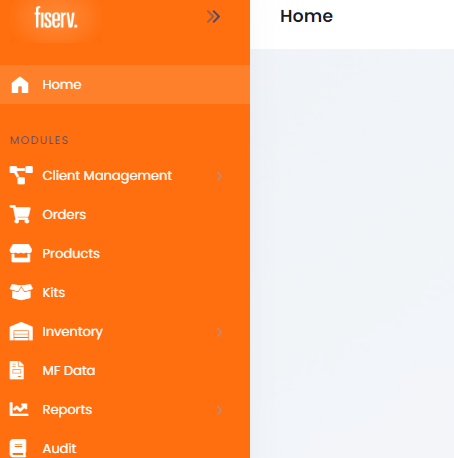 fiserv.
Home
Home
MODULES
Client Management
Orders
Products
Kits
Inventory
MF Data
Reports
Audit